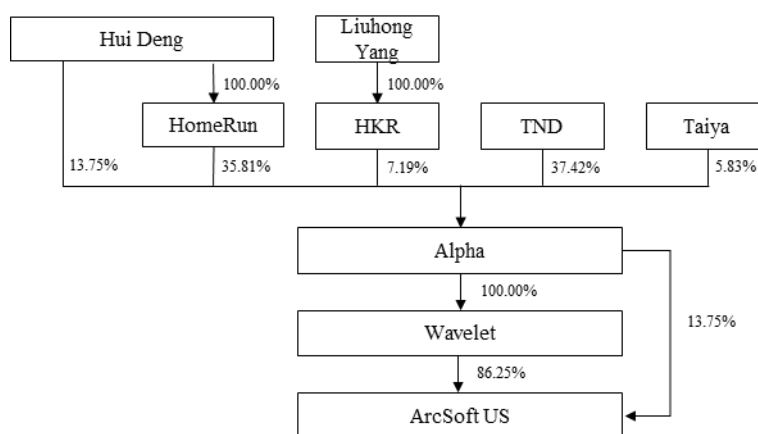 Hui Deng
Liuhong
Yang
100.00%
100.00%
HomeRun
HKR
TND
Taiya
13.75%
35.81%
7.19%
37.42%
5.83%
Alpha
100.00%
13.75%
Wavelet
86.25%
ArcSoft US